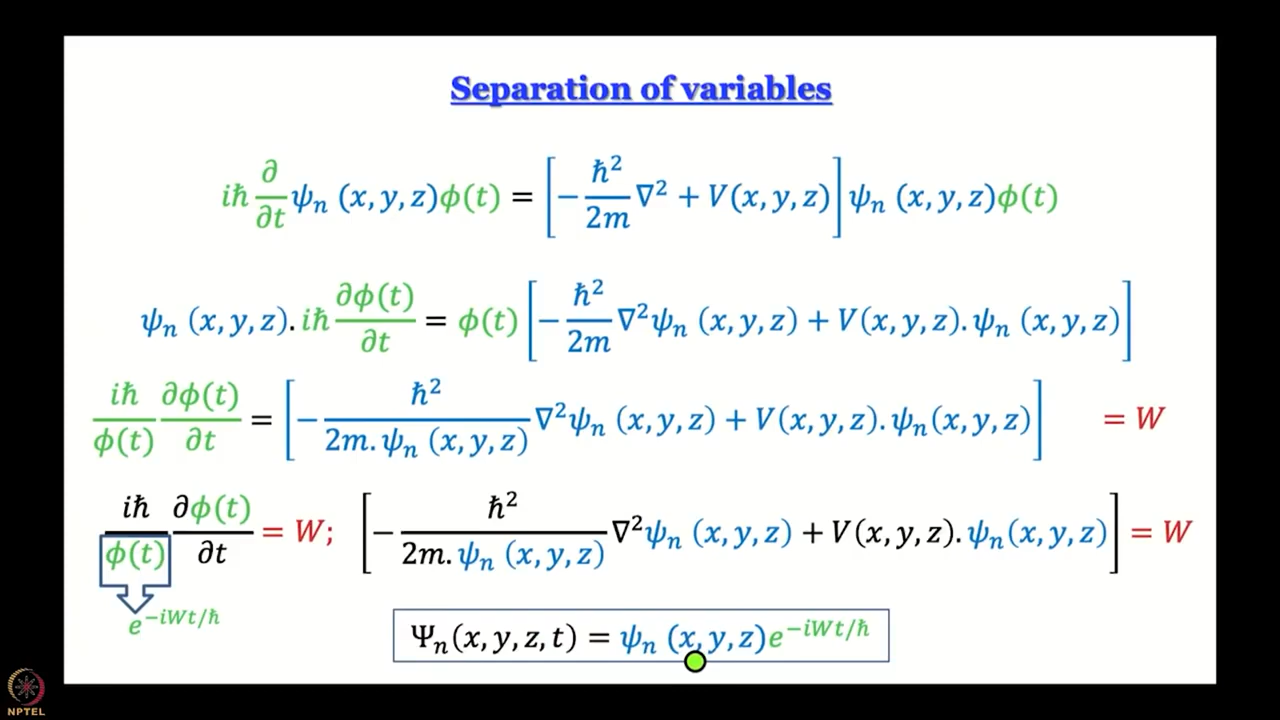 Separation of variables
iħ ∂/∂t ψₙ (x, y, z)ϕ(t) = [−ħ²/2m ∇² + V(x, y, z)] ψₙ (x, y, z)ϕ(t)
ψₙ (x, y, z). iħ ∂ϕ(t)/∂t = ϕ(t) [−ħ²/2m ∇²ψₙ (x, y, z) + V(x, y, z). ψₙ (x, y, z)]
iħ/ϕ(t) ∂ϕ(t)/∂t = [−ħ²/2m. ψₙ (x, y, z) ∇²ψₙ (x, y, z) + V(x, y, z). ψₙ(x, y, z)] = W
iħ/ϕ(t) ∂ϕ(t)/∂t = W; [−ħ²/2m. ψₙ (x, y, z) ∇²ψₙ (x, y, z) + V(x, y, z). ψₙ(x, y, z)] = W
e^(−iWt/ħ)
Ψₙ(x, y, z, t) = ψₙ (x, y, z)e^(−iWt/ħ)
NPTEL